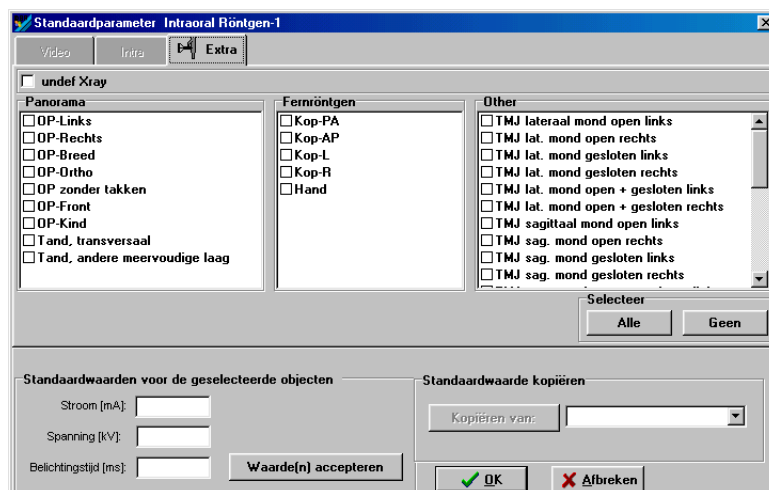 Standaardparameter Intraoral Röntgen-1
Video Intra Extra
undef Xray
Panorama
OP-Links
OP-Rechts
OP-Breed
OP-Ortho
OP zonder takken
OP-Front
OP-Kind
Tand, transversaal
Tand, andere meervoudige laag
Fernröntgen
Kop-PA
Kop-AP
Kop-L
Kop-R
Hand
Other
TMJ lateraal mond open links
TMJ lat. mond open rechts
TMJ lat. mond gesloten links
TMJ lat. mond gesloten rechts
TMJ lat. mond open + gesloten links
TMJ lat. mond open + gesloten rechts
TMJ sagittaal mond open links
TMJ sag. mond open rechts
TMJ sag. mond gesloten links
TMJ sag. mond gesloten rechts
Selecteer
Alle Geen
Standaardwaarden voor de geselecteerde objecten
Stroom [mA]:
Spanning [kV]:
Belichtingstijd [ms]:
Waarde(n) accepteren
Standaardwaarde kopiëren
Kopiëren van:
OK Afbreken